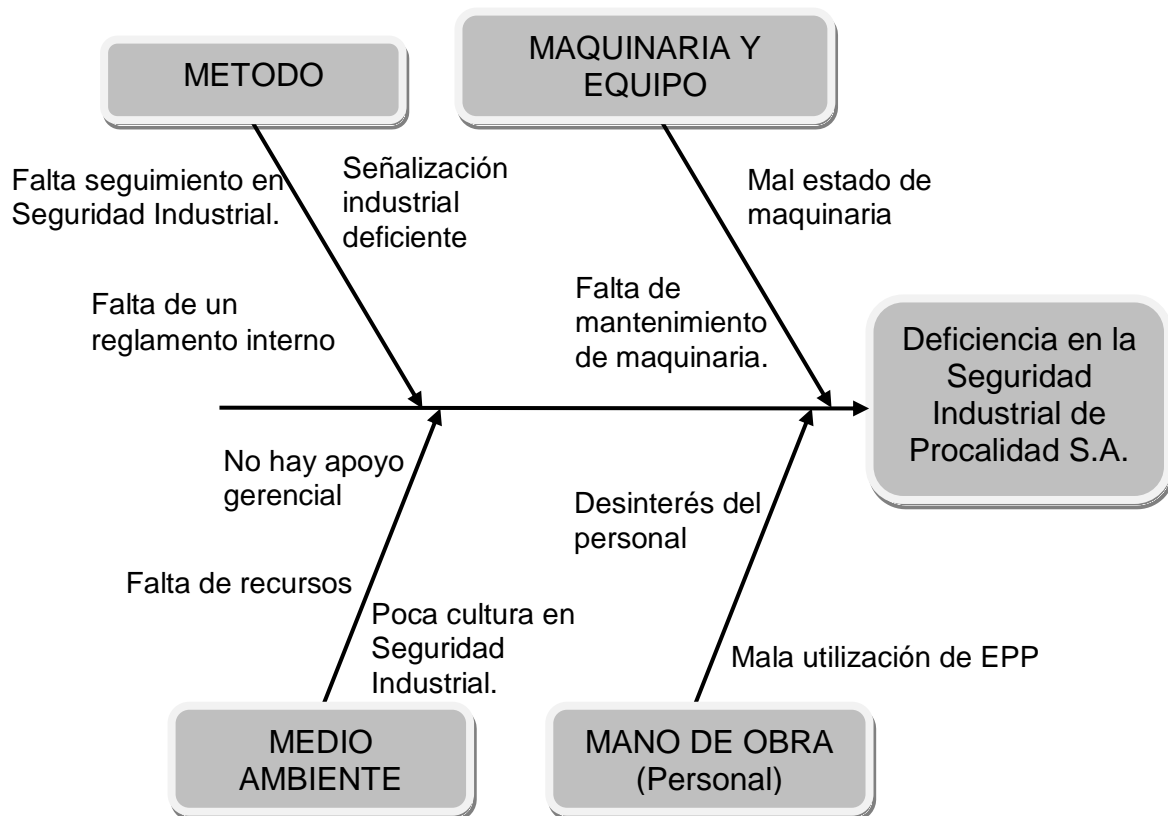 METODO
MAQUINARIA Y
EQUIPO
Falta seguimiento en
Seguridad Industrial.
Señalización
industrial
deficiente
Mal estado de
maquinaria
Falta de un
reglamento interno
Falta de
mantenimiento
de maquinaria.
Deficiencia en la
Seguridad
Industrial de
Procalidad S.A.
No hay apoyo
gerencial
Desinterés del
personal
Falta de recursos
Poca cultura en
Seguridad
Industrial.
Mala utilización de EPP
MEDIO
AMBIENTE
MANO DE OBRA
(Personal)